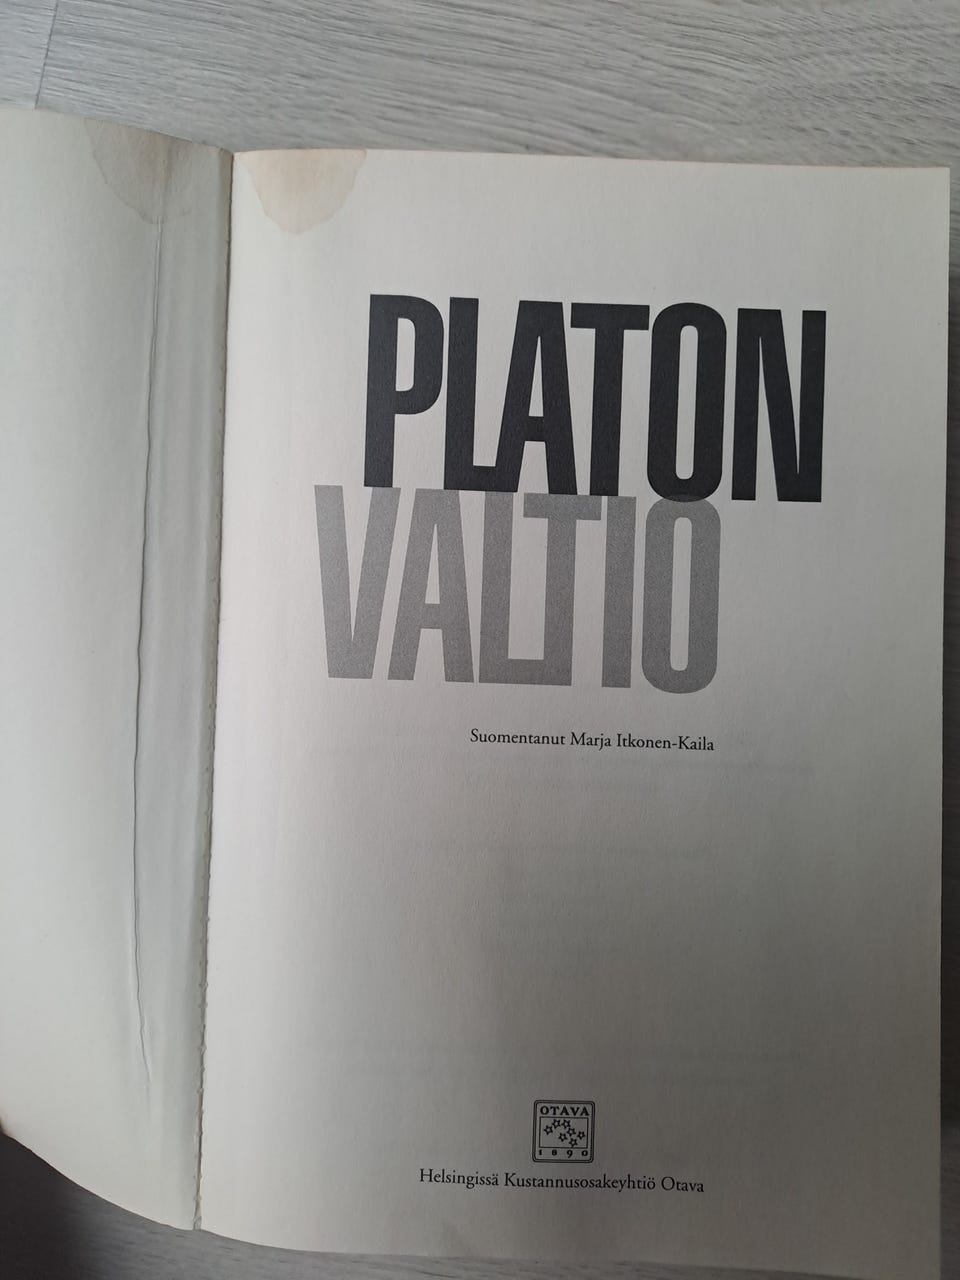 PLATON
VALTIO
Suomentanut Marja Itkonen-Kaila
OTAVA
1890
Helsingissä Kustannusosakeyhtiö Otava